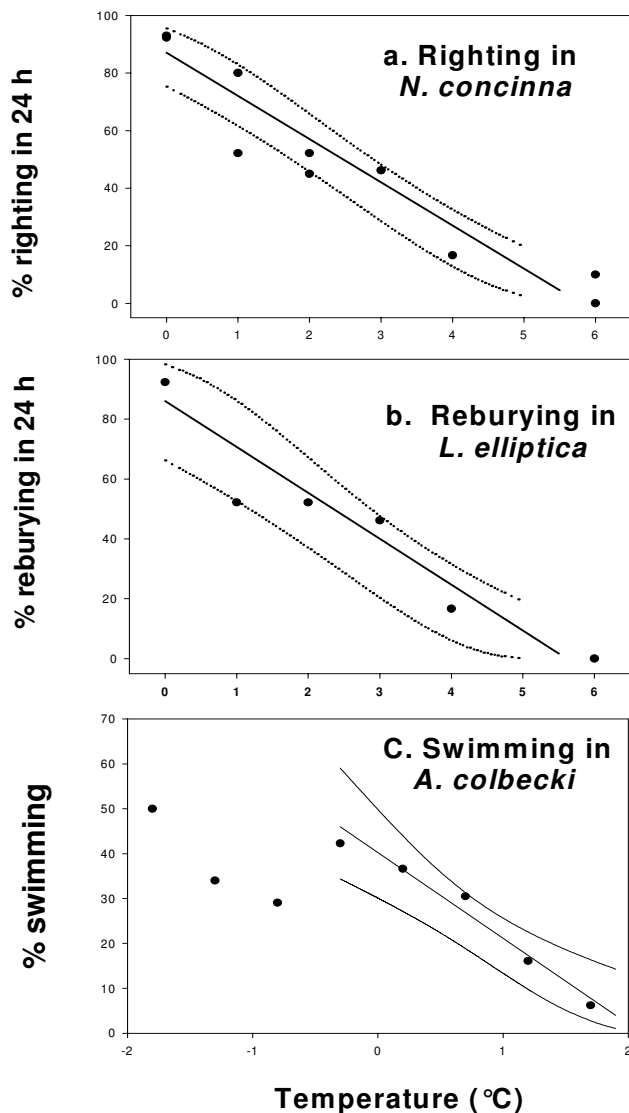 a. Righting in
N. concinna
% righting in 24 h
100
80
60
40
20
0
0 1 2 3 4 5 6
b. Reburying in
L. elliptica
% reburying in 24 h
100
80
60
40
20
0
0 1 2 3 4 5 6
C. Swimming in
A. colbecki
% swimming
70
60
50
40
30
20
10
0
-2 -1 0 1 2
Temperature (°C)